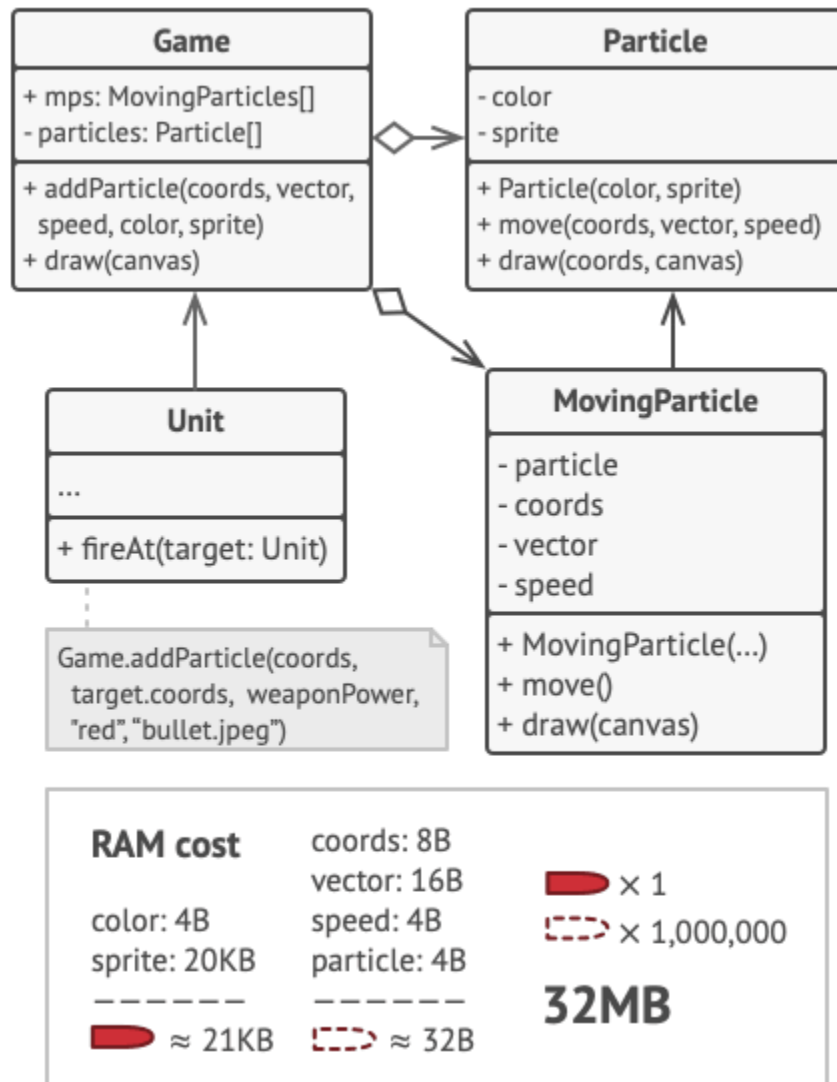 Game
+ mps: MovingParticles[]
- particles: Particle[]
+ addParticle(coords, vector,
speed, color, sprite)
+ draw(canvas)
Particle
- color
- sprite
+ Particle(color, sprite)
+ move(coords, vector, speed)
+ draw(coords, canvas)
Unit
...
+ fireAt(target: Unit)
Game.addParticle(coords,
target.coords, weaponPower,
"red”, “bullet.jpeg”)
MovingParticle
- particle
- coords
- vector
- speed
+ MovingParticle(...)
+ move()
+ draw(canvas)
RAM cost
color: 4B
sprite: 20KB
––––––
≈ 21KB
coords: 8B
vector: 16B
speed: 4B
particle: 4B
––––––
≈ 32B
× 1
× 1,000,000
32MB